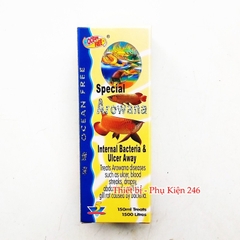 OCEAN FREE
Special
Arowana
Internal Bacteria &
Ulcer Away
Treats Arowana diseases
such as ulcer, blood
streaks, dropsy,
gill rot caused by bacteria
Thiết bị - Phụ Kiện 246
150ml Treats
1500 Litres